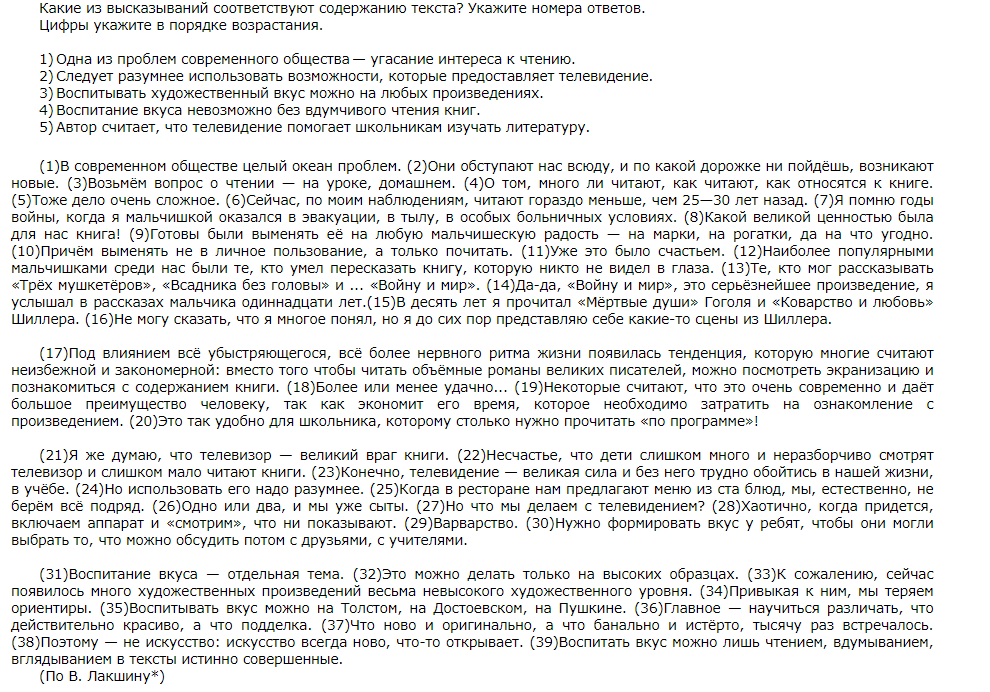 Какие из высказываний соответствуют содержанию текста? Укажите номера ответов.
Цифры укажите в порядке возрастания.
1) Одна из проблем современного общества — угасание интереса к чтению.
2) Следует разумнее использовать возможности, которые предоставляет телевидение.
3) Воспитывать художественный вкус можно на любых произведениях.
4) Воспитание вкуса невозможно без вдумчивого чтения книг.
5) Автор считает, что телевидение помогает школьникам изучать литературу.
(1)В современном обществе целый океан проблем. (2)Они обступают нас всюду, и по какой дорожке ни пойдёшь, возникают
новые. (3)Возьмём вопрос о чтении — на уроке, домашнем. (4)О том, много ли читают, как читают, как относятся к книге.
(5)Тоже дело очень сложное. (6)Сейчас, по моим наблюдениям, читают гораздо меньше, чем 25—30 лет назад. (7)Я помню годы
войны, когда я мальчишкой оказался в эвакуации, в тылу, в особых больничных условиях. (8)Какой великой ценностью была
для нас книга! (9)Готовы были выменять её на любую мальчишескую радость — на марки, на рогатки, да на что угодно.
(10)Причём выменять не в личное пользование, а только почитать. (11)Уже это было счастьем. (12)Наиболее популярными
мальчишками среди нас были те, кто умел пересказать книгу, которую никто не видел в глаза. (13)Те, кто мог рассказывать
«Трёх мушкетёров», «Всадника без головы» и ... «Войну и мир». (14)Да-да, «Войну и мир», это серьёзнейшее произведение, я
услышал в рассказах мальчика одиннадцати лет.(15)В десять лет я прочитал «Мёртвые души» Гоголя и «Коварство и любовь»
Шиллера. (16)Не могу сказать, что я многое понял, но я до сих пор представляю себе какие-то сцены из Шиллера.
(17)Под влиянием всё убыстряющегося, всё более нервного ритма жизни появилась тенденция, которую многие считают
неизбежной и закономерной: вместо того чтобы читать объёмные романы великих писателей, можно посмотреть экранизацию и
познакомиться с содержанием книги. (18)Более или менее удачно... (19)Некоторые считают, что это очень современно и даёт
большое преимущество человеку, так как экономит его время, которое необходимо затратить на ознакомление с
произведением. (20)Это так удобно для школьника, которому столько нужно прочитать «по программе»!
(21)Я же думаю, что телевизор — великий враг книги. (22)Несчастье, что дети слишком много и неразборчиво смотрят
телевизор и слишком мало читают книги. (23)Конечно, телевидение — великая сила и без него трудно обойтись в нашей жизни,
в учёбе. (24)Но использовать его надо разумнее. (25)Когда в ресторане нам предлагают меню из ста блюд, мы, естественно, не
берём всё подряд. (26)Одно или два, и мы уже сыты. (27)Но что мы делаем с телевидением? (28)Хаотично, когда придется,
включаем аппарат и «смотрим», что ни показывают. (29)Варварство. (30)Нужно формировать вкус у ребят, чтобы они могли
выбрать то, что можно обсудить потом с друзьями, с учителями.
(31)Воспитание вкуса — отдельная тема. (32)Это можно делать только на высоких образцах. (33)К сожалению, сейчас
появилось много художественных произведений весьма невысокого художественного уровня. (34)Привыкая к ним, мы теряем
ориентиры. (35)Воспитывать вкус можно на Толстом, на Достоевском, на Пушкине. (36)Главное — научиться различать, что
действительно красиво, а что подделка. (37)Что ново и оригинально, а что банально и истёрто, тысячу раз встречалось.
(38)Поэтому — не искусство: искусство всегда ново, что-то открывает. (39)Воспитать вкус можно лишь чтением, вдумыванием,
вглядыванием в тексты истинно совершенные.
(По В. Лакшину*)